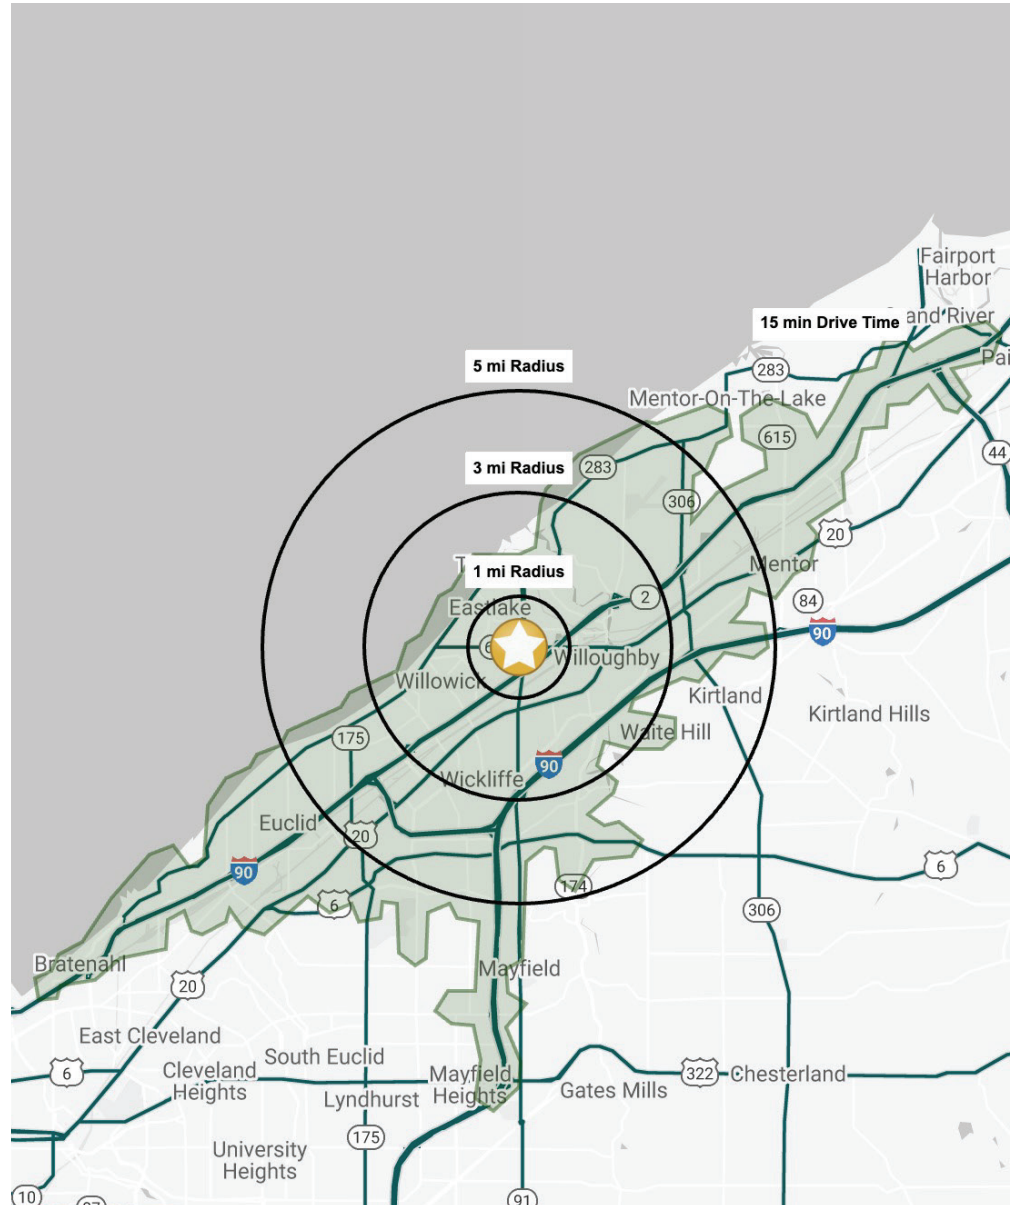 Fairport
Harbor
15 min Drive Time
and River
5 mi Radius
283
Mentor-On-The-Lake
615
44
3 mi Radius
283
306
20
1 mi Radius
Mentor
Eastlake
2
84
90
Willoughby
Willowick
Kirtland
Kirtland Hills
Waite Hill
175
90
Wickliffe
Euclid
20
90
6
174
6
306
Bratenahl
Mayfield
20
East Cleveland
South Euclid
6
Cleveland
Heights
Mayfield
Heights
322
Chesterland
Gates Mills
Lyndhurst
175
University
Heights
10
91